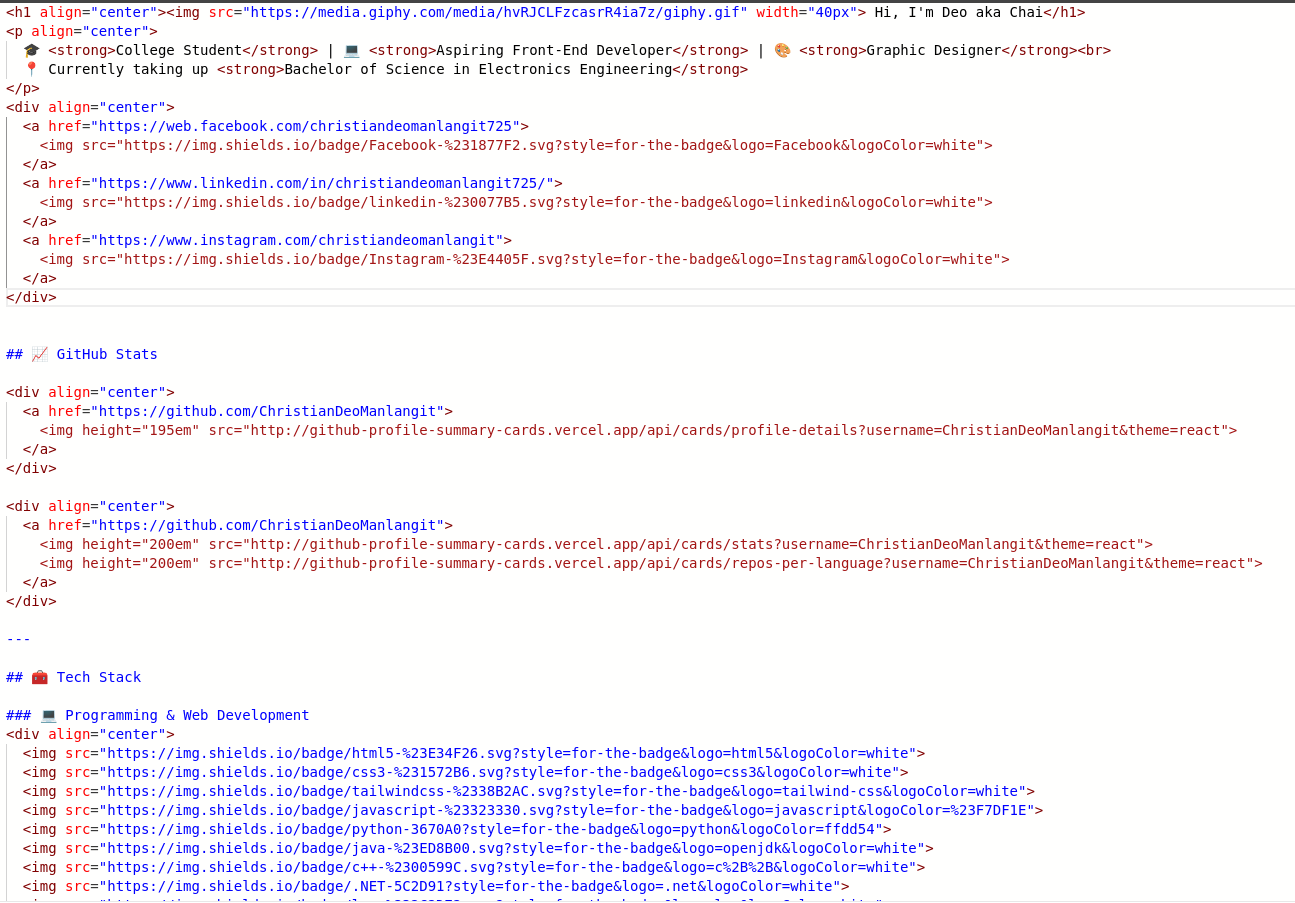 <h1 align="center"><img src="https://media.giphy.com/media/hvRJCLFzcasrR4ia7z/giphy.gif" width="40px"> Hi, I'm Deo aka Chai</h1>
<p align="center">
  🎓 <strong>College Student</strong> | 💻 <strong>Aspiring Front-End Developer</strong> | 🎨 <strong>Graphic Designer</strong><br>
  📍 Currently taking up <strong>Bachelor of Science in Electronics Engineering</strong>
</p>
<div align="center">
  <a href="https://web.facebook.com/christiandeomanlangit725">
    <img src="https://img.shields.io/badge/Facebook-%231877F2.svg?style=for-the-badge&logo=Facebook&logoColor=white">
  </a>
  <a href="https://www.linkedin.com/in/christiandeomanlangit725/">
    <img src="https://img.shields.io/badge/linkedin-%230077B5.svg?style=for-the-badge&logo=linkedin&logoColor=white">
  </a>
  <a href="https://www.instagram.com/christiandeomanlangit">
    <img src="https://img.shields.io/badge/Instagram-%23E4405F.svg?style=for-the-badge&logo=Instagram&logoColor=white">
  </a>
</div>
## 📈 GitHub Stats
<div align="center">
  <a href="https://github.com/ChristianDeoManlangit">
    <img height="195em" src="http://github-profile-summary-cards.vercel.app/api/cards/profile-details?username=ChristianDeoManlangit&theme=react">
  </a>
</div>
<div align="center">
  <a href="https://github.com/ChristianDeoManlangit">
    <img height="200em" src="http://github-profile-summary-cards.vercel.app/api/cards/stats?username=ChristianDeoManlangit&theme=react">
    <img height="200em" src="http://github-profile-summary-cards.vercel.app/api/cards/repos-per-language?username=ChristianDeoManlangit&theme=react">
  </a>
</div>
---
## 🧰 Tech Stack
### 💻 Programming & Web Development
<div align="center">
  <img src="https://img.shields.io/badge/html5-%23E34F26.svg?style=for-the-badge&logo=html5&logoColor=white">
  <img src="https://img.shields.io/badge/css3-%231572B6.svg?style=for-the-badge&logo=css3&logoColor=white">
  <img src="https://img.shields.io/badge/tailwindcss-%2338B2AC.svg?style=for-the-badge&logo=tailwind-css&logoColor=white">
  <img src="https://img.shields.io/badge/javascript-%23323330.svg?style=for-the-badge&logo=javascript&logoColor=%23F7DF1E">
  <img src="https://img.shields.io/badge/python-3670A0?style=for-the-badge&logo=python&logoColor=ffdd54">
  <img src="https://img.shields.io/badge/java-%23ED8B00.svg?style=for-the-badge&logo=openjdk&logoColor=white">
  <img src="https://img.shields.io/badge/c++-%2300599C.svg?style=for-the-badge&logo=c%2B%2B&logoColor=white">
  <img src="https://img.shields.io/badge/.NET-5C2D91?style=for-the-badge&logo=.net&logoColor=white">